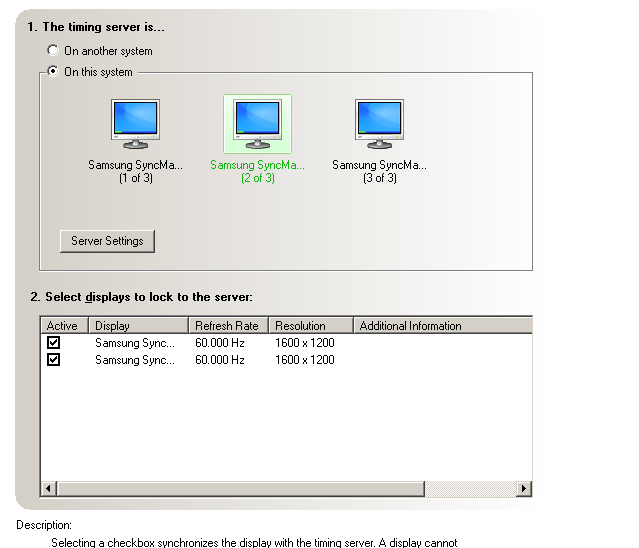 1. The timing server is...
On another system
On this system
Samsung SyncMa... Samsung SyncMa... Samsung SyncMa...
(1 of 3) (2 of 3) (3 of 3)
Server Settings
2. Select displays to lock to the server:
Active Display Refresh Rate Resolution Additional Information
Samsung Sync... 60.000 Hz 1600 x 1200
Samsung Sync... 60.000 Hz 1600 x 1200
Description:
Selecting a checkbox synchronizes the display with the timing server. A display cannot